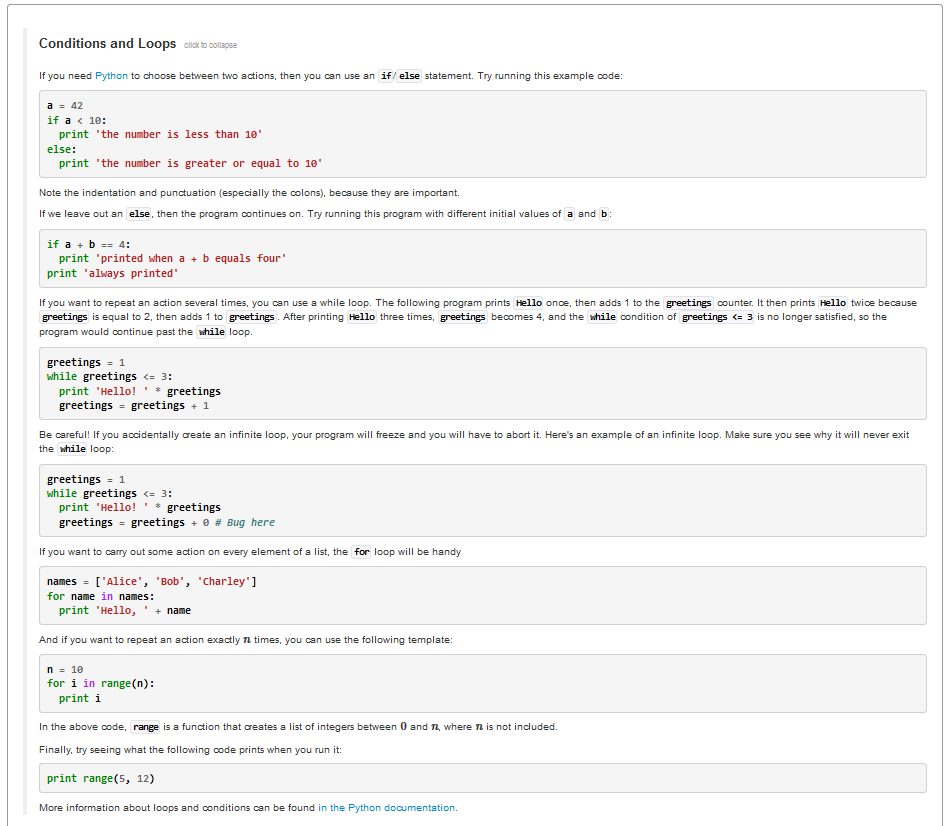 Conditions and Loops click to collapse
If you need Python to choose between two actions, then you can use an if/else statement. Try running this example code:
a = 42
if a < 10:
  print 'the number is less than 10'
else:
  print 'the number is greater or equal to 10'
Note the indentation and punctuation (especially the colons), because they are important.
If we leave out an else, then the program continues on. Try running this program with different initial values of a and b:
if a + b == 4:
  print 'printed when a + b equals four'
print 'always printed'
If you want to repeat an action several times, you can use a while loop. The following program prints Hello once, then adds 1 to the greetings counter. It then prints Hello twice because
greetings is equal to 2, then adds 1 to greetings. After printing Hello three times, greetings becomes 4, and the while condition of greetings <= 3 is no longer satisfied, so the
program would continue past the while loop.
greetings = 1
while greetings <= 3:
  print 'Hello! ' * greetings
  greetings = greetings + 1
Be careful! If you accidentally create an infinite loop, your program will freeze and you will have to abort it. Here's an example of an infinite loop. Make sure you see why it will never exit
the while loop:
greetings = 1
while greetings <= 3:
  print 'Hello! ' * greetings
  greetings = greetings + 0 # Bug here
If you want to carry out some action on every element of a list, the for loop will be handy
names = ['Alice', 'Bob', 'Charley']
for name in names:
  print 'Hello, ' + name
And if you want to repeat an action exactly n times, you can use the following template:
n = 10
for i in range(n):
  print i
In the above code, range is a function that creates a list of integers between 0 and n, where n is not included.
Finally, try seeing what the following code prints when you run it:
print range(5, 12)
More information about loops and conditions can be found in the Python documentation.